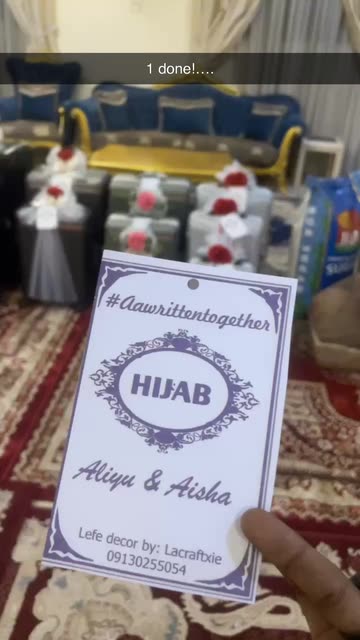 1 done!....
#Aawrittentogether
HIJAB
Aliyu & Aisha
Lefe decor by: Lacraftxie
09130255054